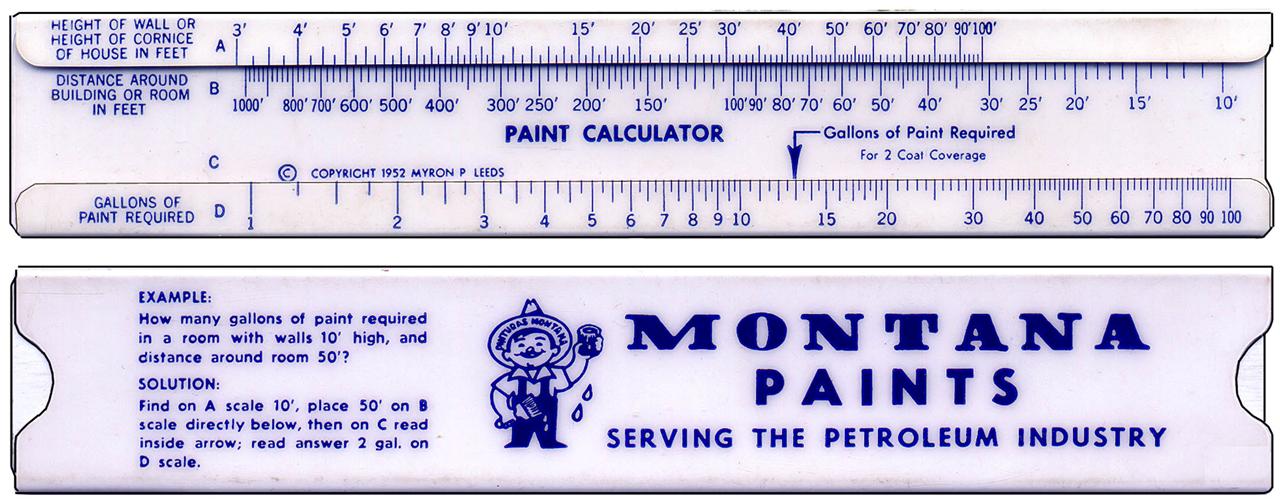 HEIGHT OF WALL OR
HEIGHT OF CORNICE
OF HOUSE IN FEET
A 3' 4' 5' 6' 7' 8' 9' 10' 15' 20' 30' 40' 50' 60' 70' 80' 90' 100'
DISTANCE AROUND
BUILDING OR ROOM
IN FEET
B 1000' 800' 700' 600' 500' 400' 300' 250' 200' 150' 100' 90' 80' 70' 60' 50' 40' 30' 25' 20' 15' 10'
PAINT CALCULATOR
Gallons of Paint Required
For 2 Coat Coverage
C
© COPYRIGHT 1952 MYRON P LEEDS
GALLONS OF
PAINT REQUIRED
D 1 2 3 4 5 6 7 8 9 10 15 20 30 40 50 60 70 80 90 100
EXAMPLE:
How many gallons of paint required
in a room with walls 10' high, and
distance around room 50'?
SOLUTION:
Find on A scale 10', place 50' on B
scale directly below, then on C read
inside arrow; read answer 2 gal. on
D scale.
PINTURAS MONTANA
MONTANA
PAINTS
SERVING THE PETROLEUM INDUSTRY